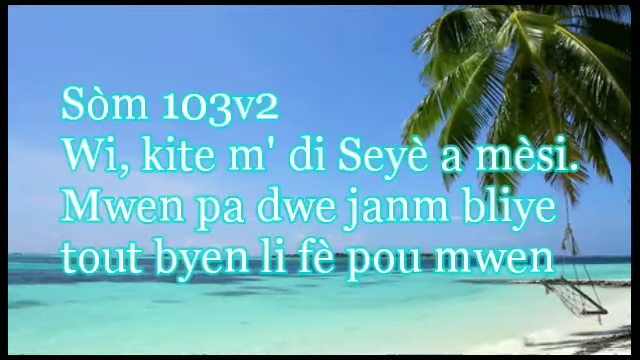 Sòm 103v2
Wi, kite m' di Seyè a mèsi.
Mwen pa dwe janm bliye
tout byen li fè pou mwen